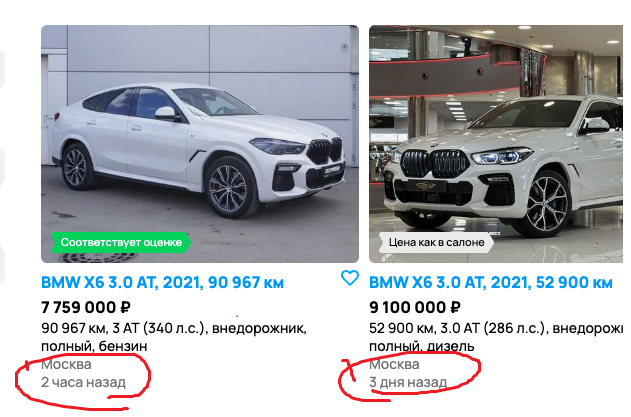 Соответствует оценке
BMW X6 3.0 AT, 2021, 90 967 км
7 759 000 ₽
90 967 км, 3 AT (340 л.с.), внедорожник,
полный, бензин
Москва
2 часа назад
Цена как в салоне
BMW X6 3.0 AT, 2021, 52 900 км
9 100 000 ₽
52 900 км, 3.0 AT (286 л.с.), внедорож
полный, дизель
Москва
3 дня назад